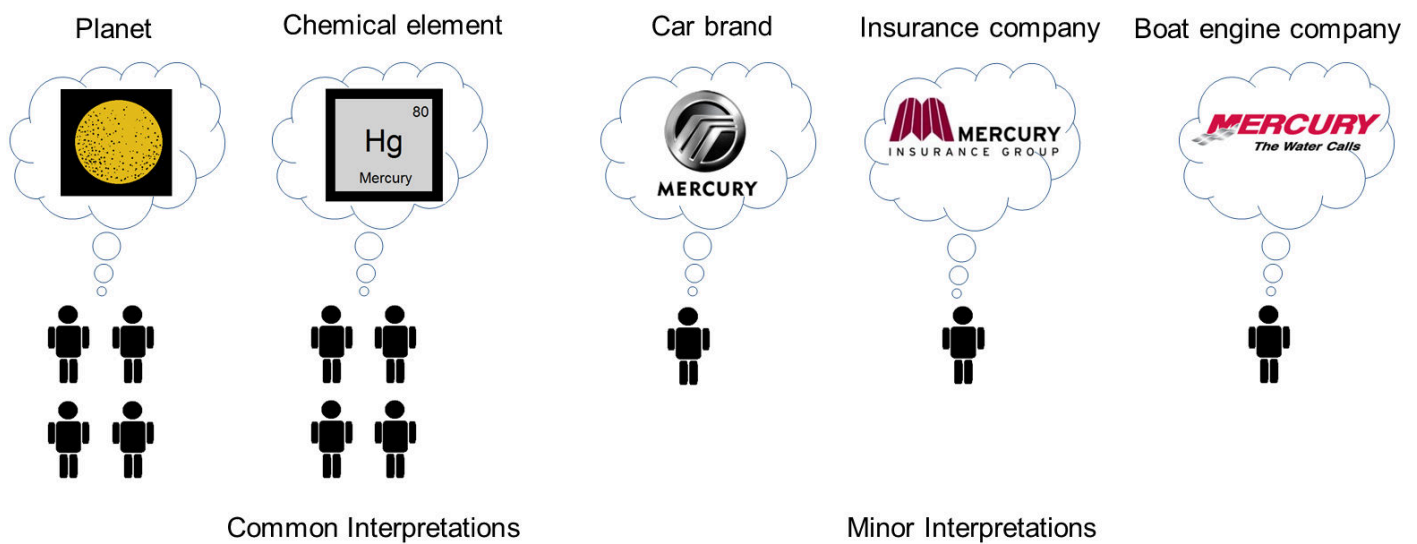 Planet
Chemical element
Car brand
Insurance company
Boat engine company
80
Hg
Mercury
MERCURY
MERCURY
INSURANCE GROUP
MERCURY
The Water Calls
Common Interpretations
Minor Interpretations